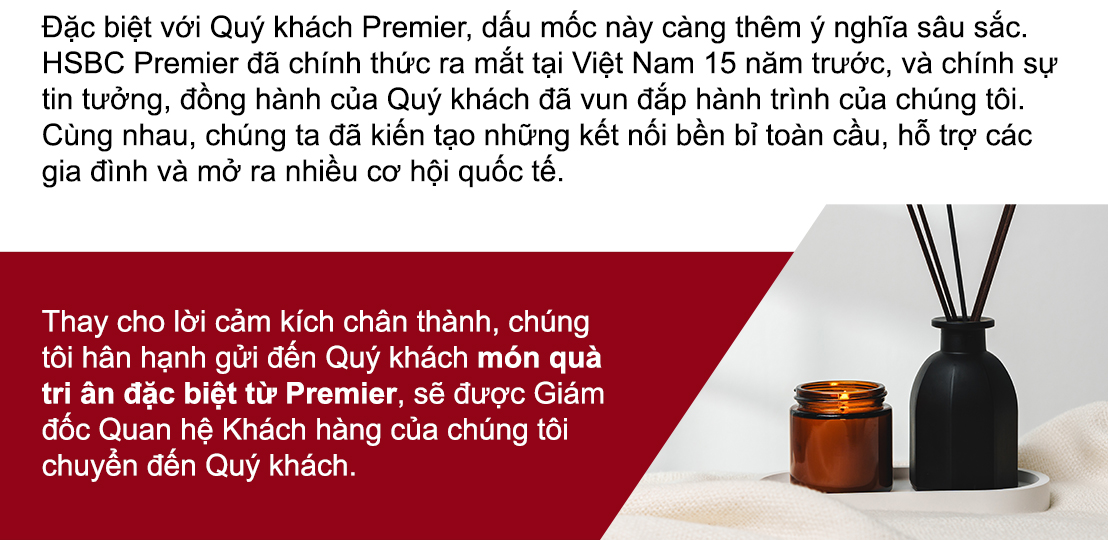 Đặc biệt với Quý khách Premier, dấu mốc này càng thêm ý nghĩa sâu sắc.
HSBC Premier đã chính thức ra mắt tại Việt Nam 15 năm trước, và chính sự
tin tưởng, đồng hành của Quý khách đã vun đắp hành trình của chúng tôi.
Cùng nhau, chúng ta đã kiến tạo những kết nối bền bỉ toàn cầu, hỗ trợ các
gia đình và mở ra nhiều cơ hội quốc tế.
Thay cho lời cảm kích chân thành, chúng
tôi hân hạnh gửi đến Quý khách món quà
tri ân đặc biệt từ Premier, sẽ được Giám
đốc Quan hệ Khách hàng của chúng tôi
chuyển đến Quý khách.